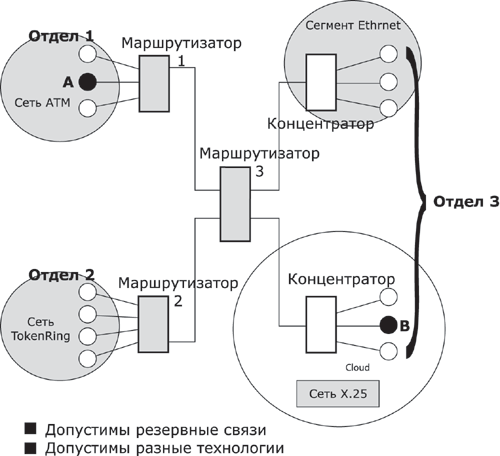 Отдел 1
Маршрутизатор
1
A
Сеть ATM
Сегмент Ethrnet
Концентратор
Маршрутизатор
3
Отдел 3
Отдел 2
Маршрутизатор
2
Сеть
TokenRing
Концентратор
B
Cloud
Сеть X.25
Допустимы резервные связи
Допустимы разные технологии